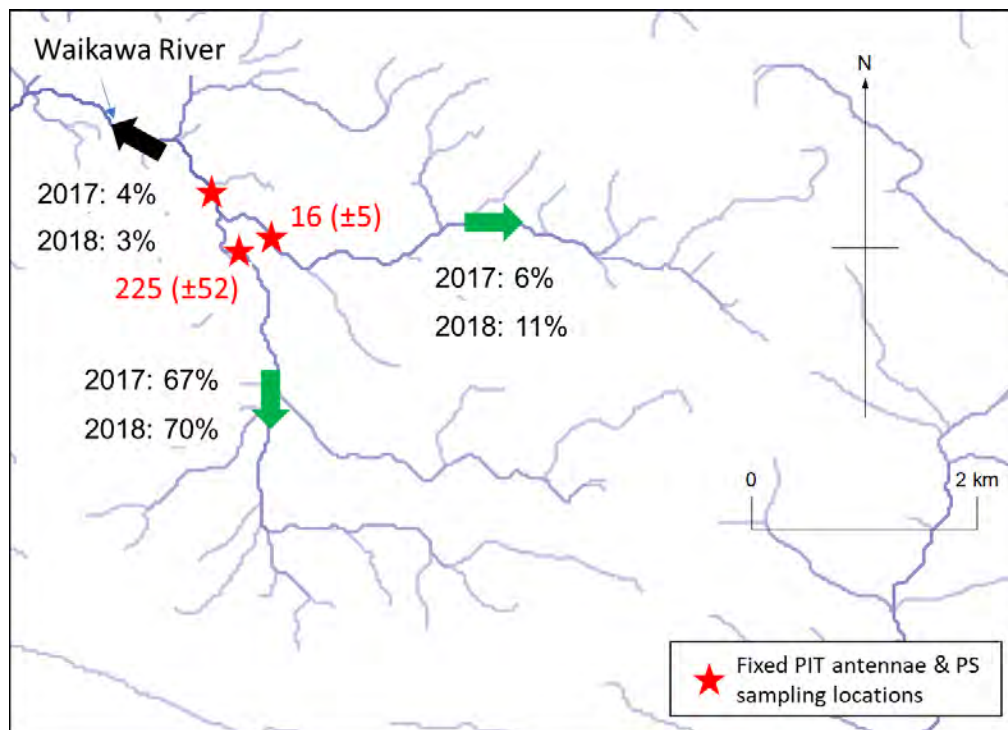 Waikawa River
N
2017: 4%
2018: 3%
16 (±5)
225 (±52)
2017: 6%
2018: 11%
2017: 67%
2018: 70%
0 2 km
Fixed PIT antennae & PS
sampling locations